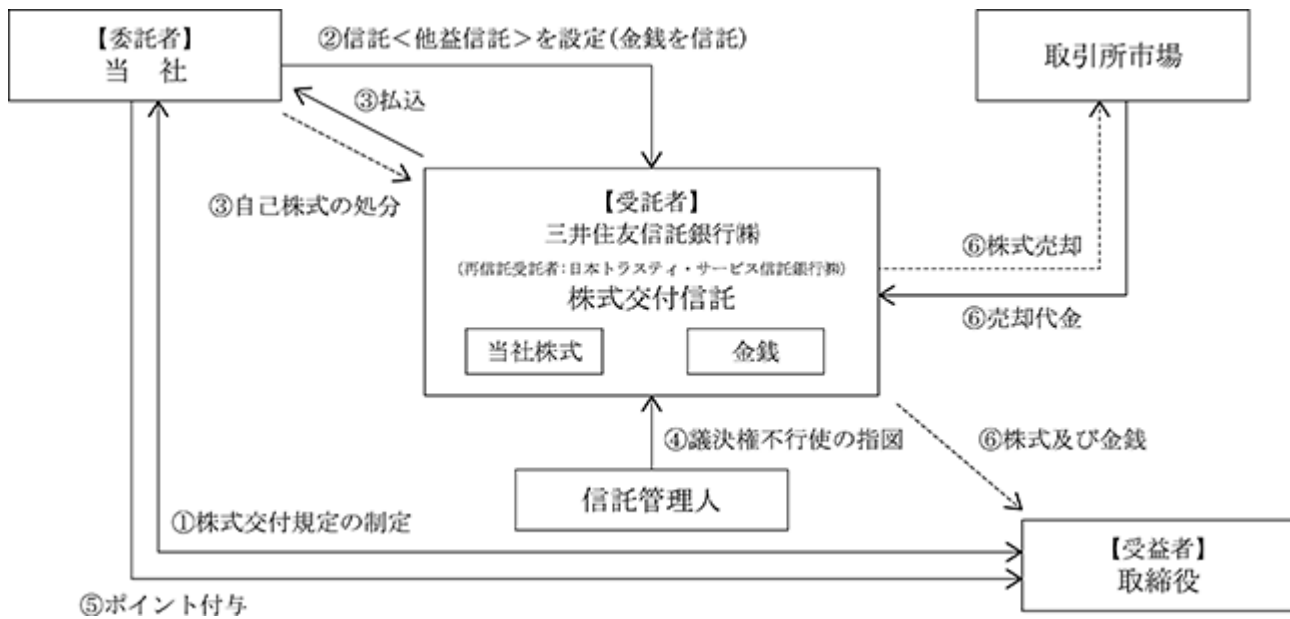 【委託者】
当　社
②信託＜他益信託＞を設定(金銭を信託)
取引所市場
③払込
③自己株式の処分
【受託者】
三井住友信託銀行㈱
(再信託受託者:日本トラスティ・サービス信託銀行㈱)
株式交付信託
当社株式
金銭
⑥株式売却
⑥売却代金
④議決権不行使の指図
⑥株式及び金銭
信託管理人
①株式交付規定の制定
【受益者】
取締役
⑤ポイント付与